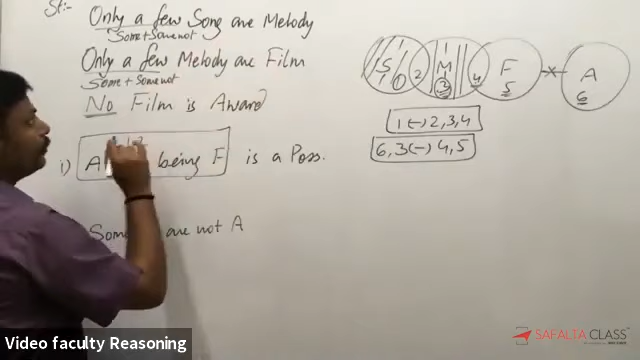 St:-
Only a few Song are Melody
Some + Some not
Only a few Melody are Film
Some + Some not
No Film is Award
i) A being F is a Poss.
Some are not A
S 1 2 M 3 4 F 5 A 6
1 (-) 2, 3, 4
6, 3 (-) 4, 5
SAFALTA CLASS
Video faculty Reasoning